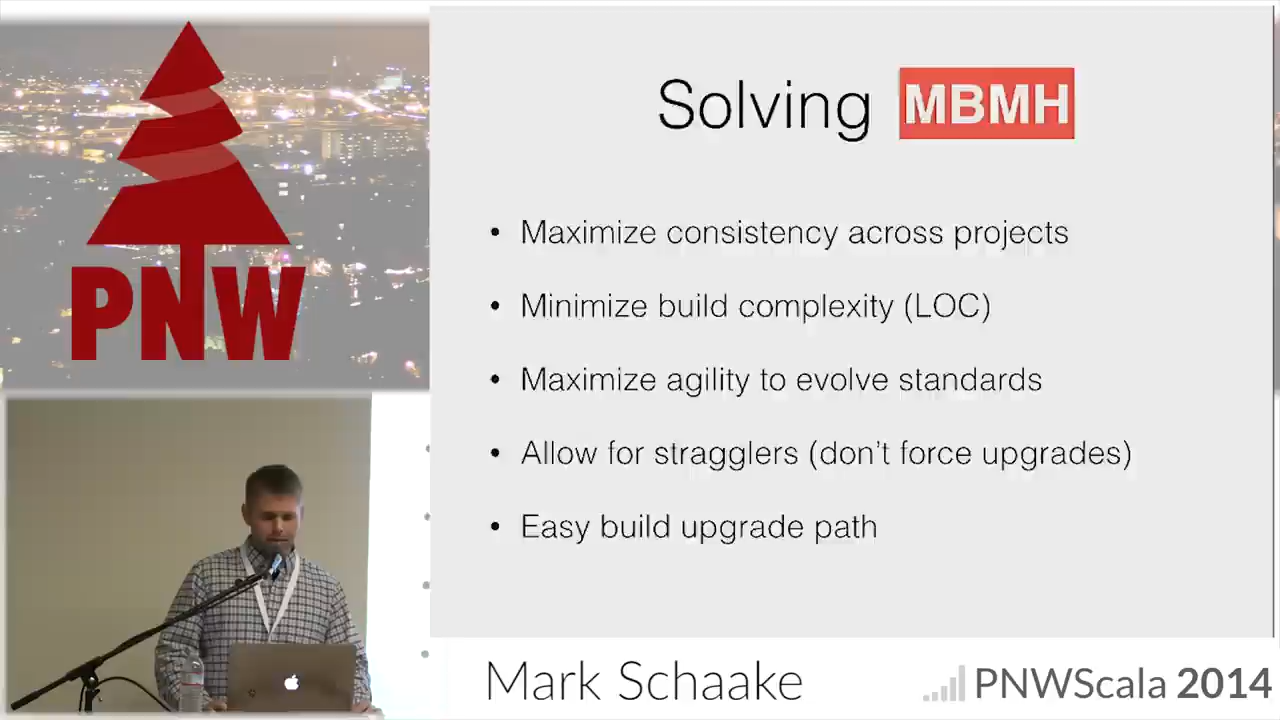 PNW
Solving MBMH
• Maximize consistency across projects
• Minimize build complexity (LOC)
• Maximize agility to evolve standards
• Allow for stragglers (don't force upgrades)
• Easy build upgrade path
Mark Schaake
PNWScala 2014